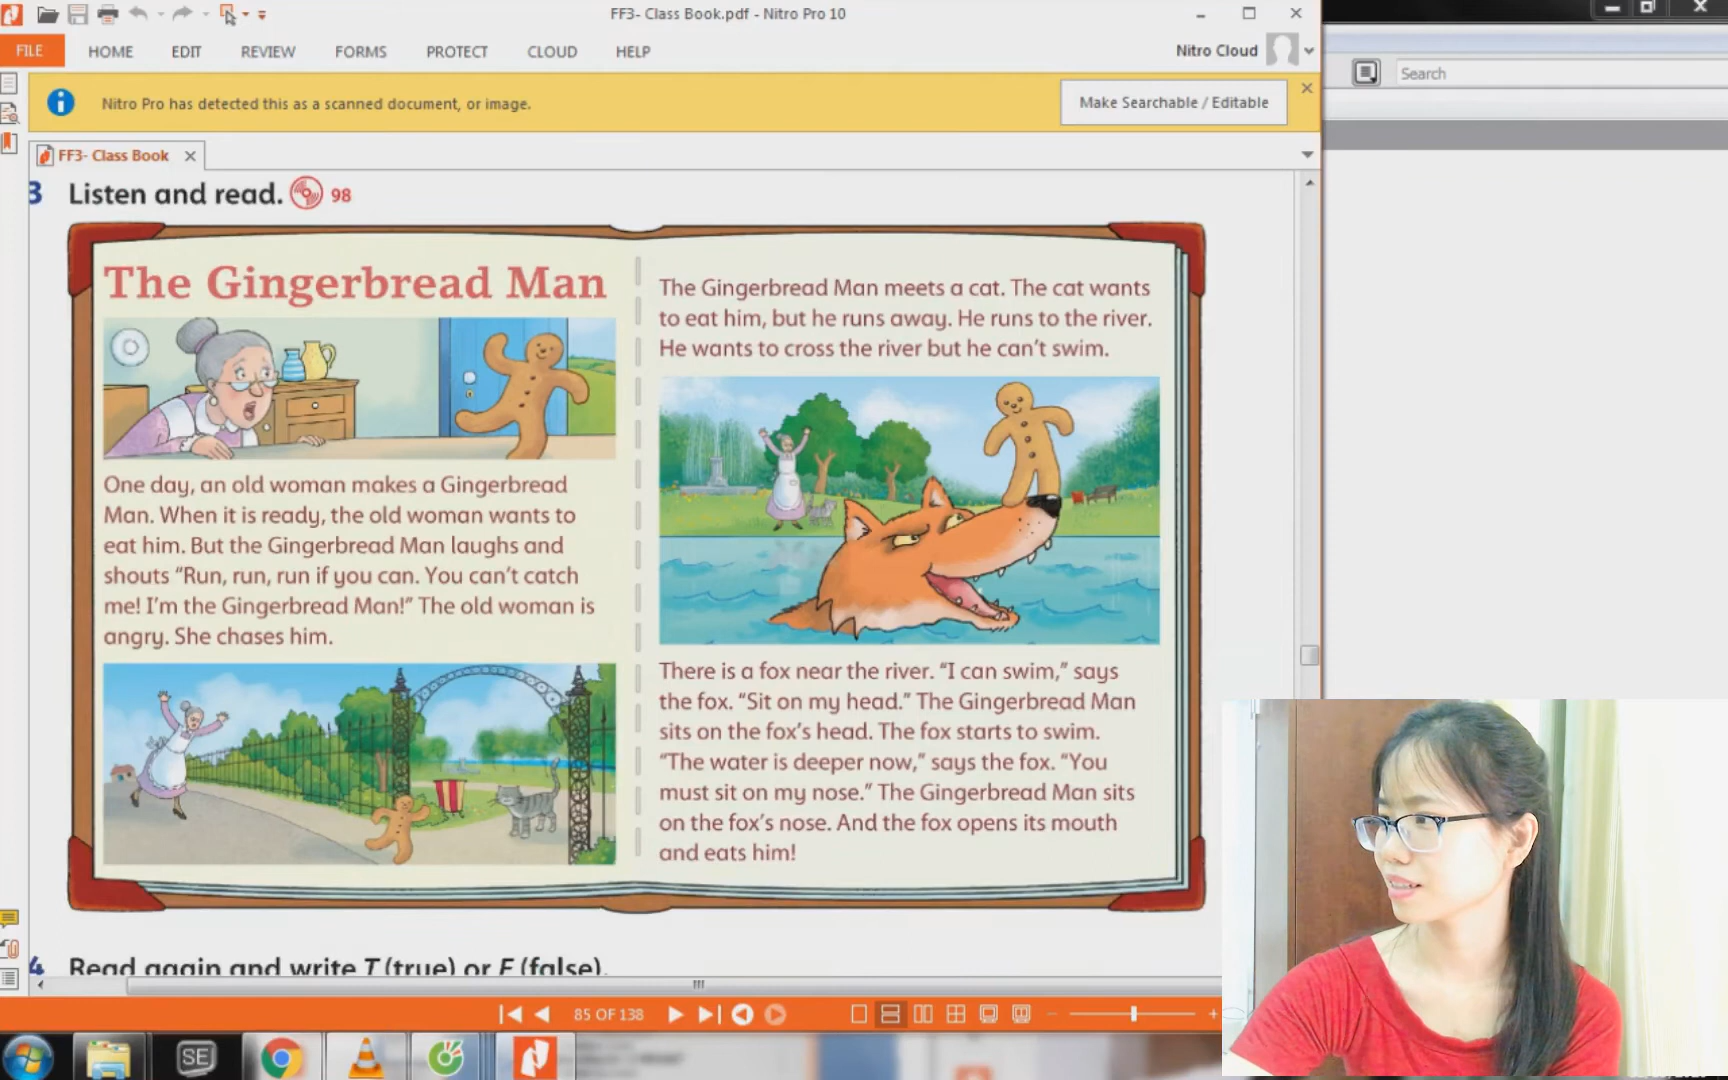 FF3- Class Book.pdf - Nitro Pro 10
FILE HOME EDIT REVIEW FORMS PROTECT CLOUD HELP
Nitro Cloud
Search
Nitro Pro has detected this as a scanned document, or image.
Make Searchable / Editable
FF3- Class Book
3 Listen and read. 98
The Gingerbread Man
One day, an old woman makes a Gingerbread
Man. When it is ready, the old woman wants to
eat him. But the Gingerbread Man laughs and
shouts “Run, run, run if you can. You can’t catch
me! I’m the Gingerbread Man!” The old woman is
angry. She chases him.
The Gingerbread Man meets a cat. The cat wants
to eat him, but he runs away. He runs to the river.
He wants to cross the river but he can’t swim.
There is a fox near the river. “I can swim,” says
the fox. “Sit on my head.” The Gingerbread Man
sits on the fox’s head. The fox starts to swim.
“The water is deeper now,” says the fox. “You
must sit on my nose.” The Gingerbread Man sits
on the fox’s nose. And the fox opens its mouth
and eats him!
4 Read again and write T (true) or F (false).
85 OF 138
SE